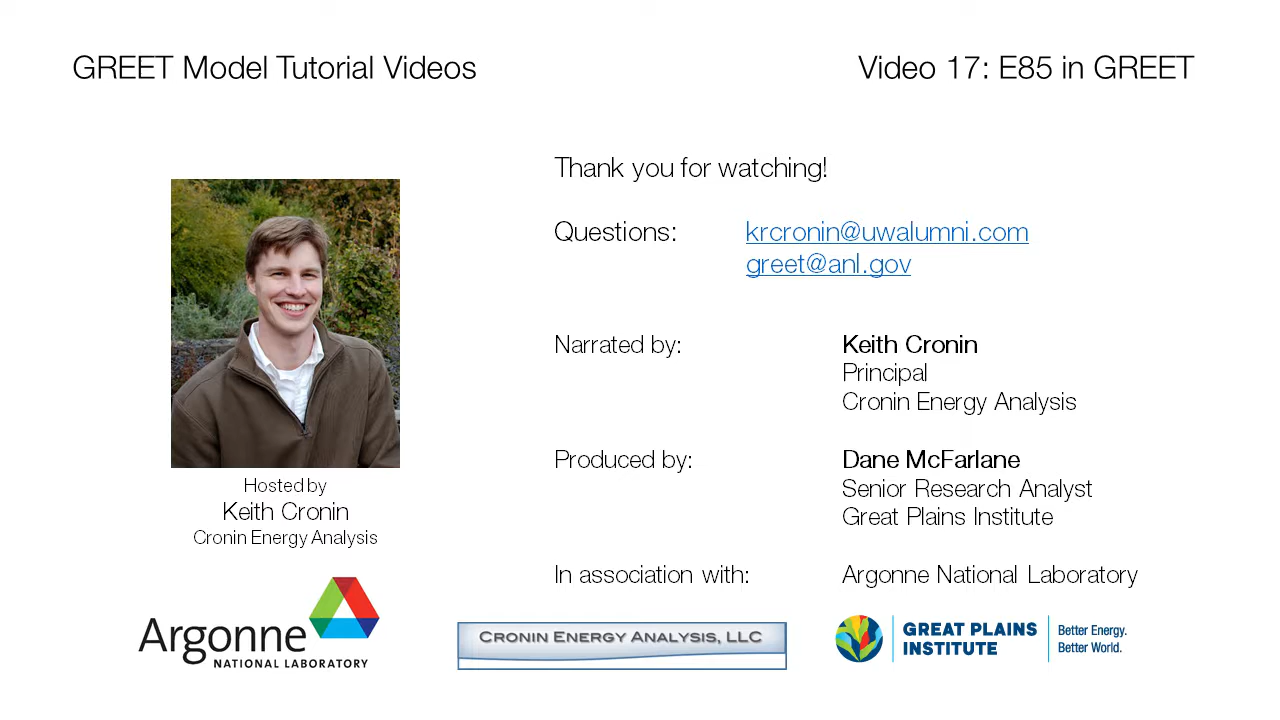 GREET Model Tutorial Videos
Video 17: E85 in GREET
Thank you for watching!
Questions: krcronin@uwalumni.com
greet@anl.gov
Narrated by: Keith Cronin
Principal
Cronin Energy Analysis
Produced by: Dane McFarlane
Senior Research Analyst
Great Plains Institute
In association with: Argonne National Laboratory
Hosted by
Keith Cronin
Cronin Energy Analysis
Argonne
NATIONAL LABORATORY
CRONIN ENERGY ANALYSIS, LLC
GREAT PLAINS
INSTITUTE
Better Energy.
Better World.